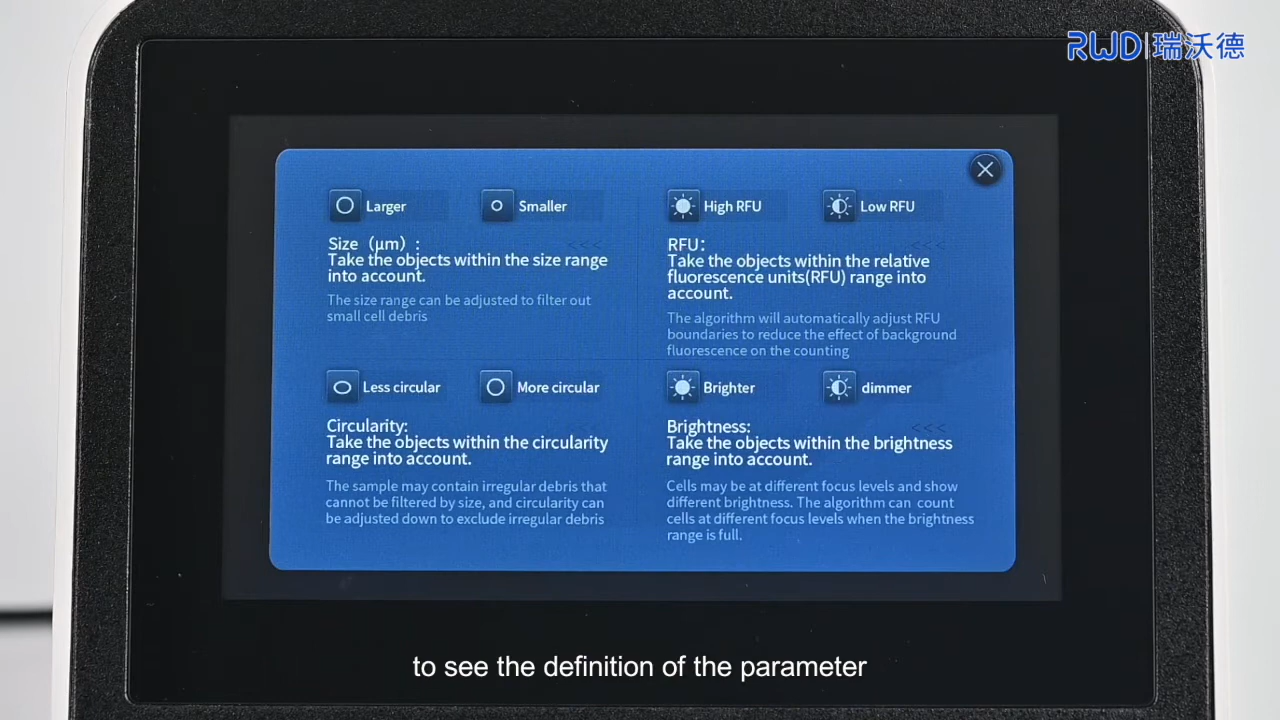 RWD|瑞沃德
Larger
Smaller
Size（μm）:
Take the objects within the size range
into account.
The size range can be adjusted to filter out
small cell debris
High RFU
Low RFU
<<<
<<<
RFU:
Take the objects within the relative
fluorescence units(RFU) range into
account.
The algorithm will automatically adjust RFU
boundaries to reduce the effect of background
fluorescence on the counting
Less circular
More circular
Circularity:
<<<
Take the objects within the circularity
range into account.
The sample may contain irregular debris that
cannot be filtered by size, and circularity can
be adjusted down to exclude irregular debris
Brighter
dimmer
Brightness:
<<<
Take the objects within the brightness
range into account.
Cells may be at different focus levels and show
different brightness. The algorithm can count
cells at different focus levels when the brightness
range is full.
to see the definition of the parameter